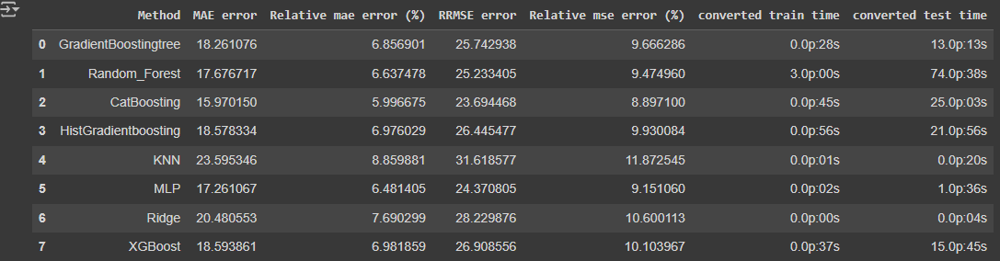 Method MAE error Relative mae error (%) RRMSE error Relative mse error (%) converted train time converted test time
0 GradientBoostingtree 18.261076 6.856901 25.742938 9.666286 0.0p:28s 13.0p:13s
1 Random_Forest 17.676717 6.637478 25.233405 9.474960 3.0p:00s 74.0p:38s
2 CatBoosting 15.970150 5.996675 23.694468 8.897100 0.0p:45s 25.0p:03s
3 HistGradientboosting 18.578334 6.976029 26.445477 9.930084 0.0p:56s 21.0p:56s
4 KNN 23.595346 8.859881 31.618577 11.872545 0.0p:01s 0.0p:20s
5 MLP 17.261067 6.481405 24.370805 9.151060 0.0p:02s 1.0p:36s
6 Ridge 20.480553 7.690299 28.229876 10.600113 0.0p:00s 0.0p:04s
7 XGBoost 18.593861 6.981859 26.908556 10.103967 0.0p:37s 15.0p:45s